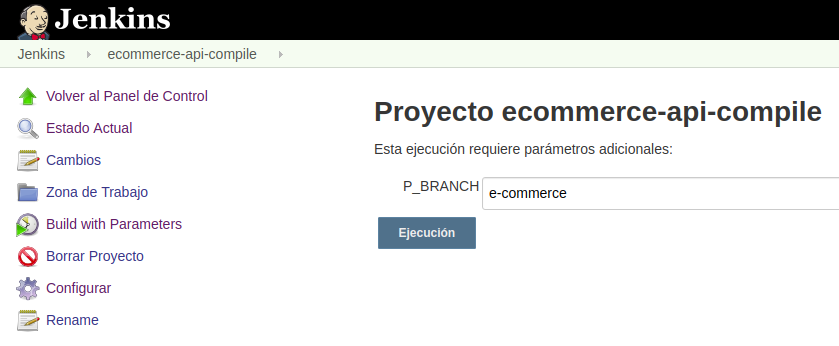 Jenkins
Jenkins ecommerce-api-compile
Volver al Panel de Control
Estado Actual
Cambios
Zona de Trabajo
Build with Parameters
Borrar Proyecto
Configurar
Rename
Proyecto ecommerce-api-compile
Esta ejecución requiere parámetros adicionales:
P_BRANCH e-commerce
Ejecución